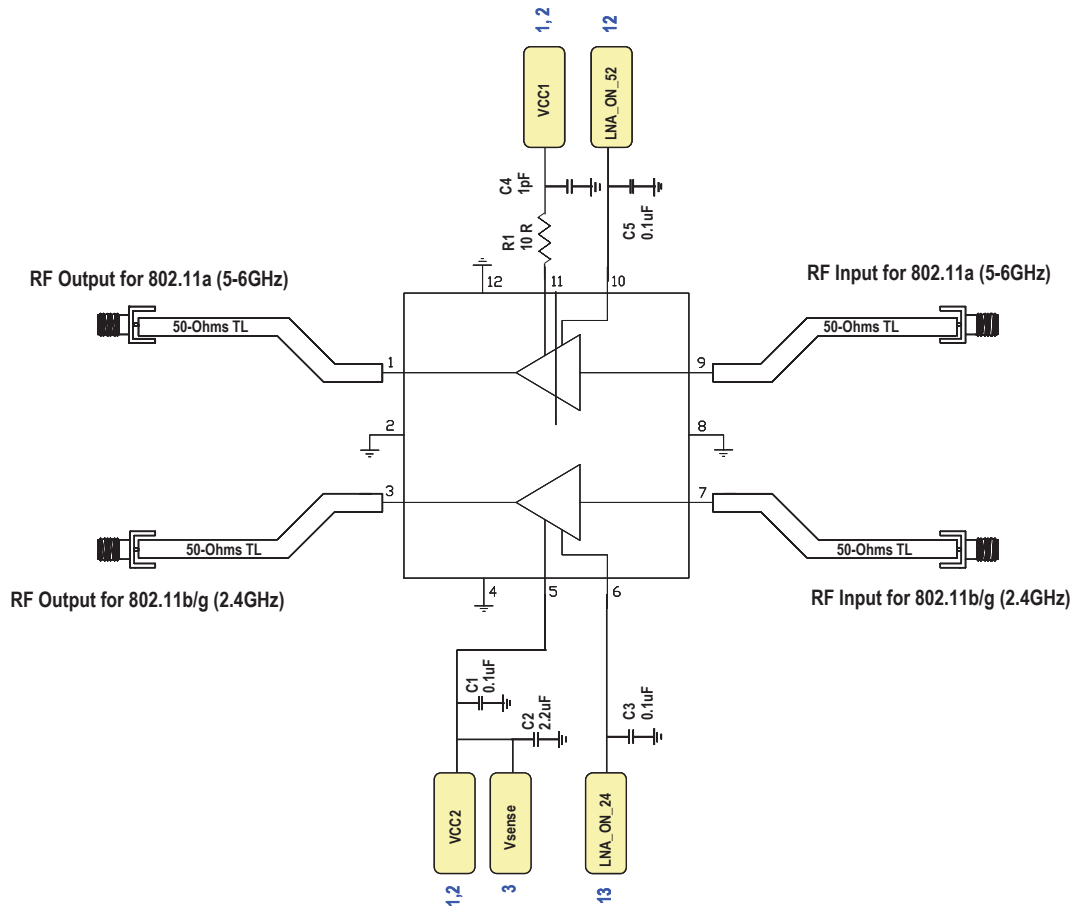 1, 2
12
VCC1
LNA_ON_52
C4
1pF
R1
10 R
C5
0.1uF
12
11
10
RF Output for 802.11a (5-6GHz)
RF Input for 802.11a (5-6GHz)
50-Ohms TL
50-Ohms TL
1
9
2
8
3
7
50-Ohms TL
50-Ohms TL
RF Output for 802.11b/g (2.4GHz)
RF Input for 802.11b/g (2.4GHz)
4
5
6
C1
0.1uF
C2
2.2uF
C3
0.1uF
VCC2
Vsense
LNA_ON_24
1,2
3
13